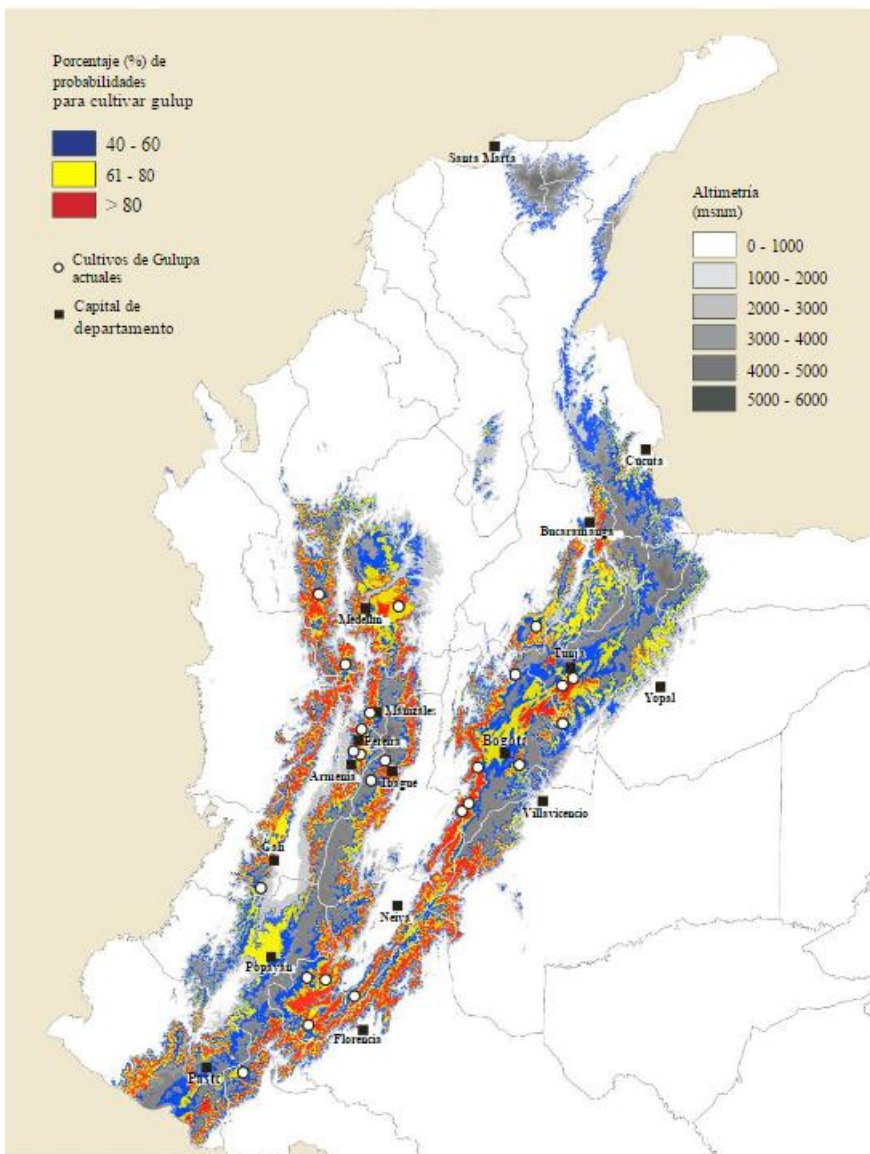 Porcentaje (%) de
probabilidades
para cultivar gulup
40 - 60
61 - 80
> 80
Cultivos de Gulupa
actuales
Capital de
departamento
Santa Marta
Altimetría
(msnm)
0 - 1000
1000 - 2000
2000 - 3000
3000 - 4000
4000 - 5000
5000 - 6000
Cúcuta
Bucaramanga
Medellín
Tunja
Yopal
Manizales
Pereira
Bogotá
Armenia
Ibagué
Villavicencio
Cali
Neiva
Popayán
Florencia
Pasto